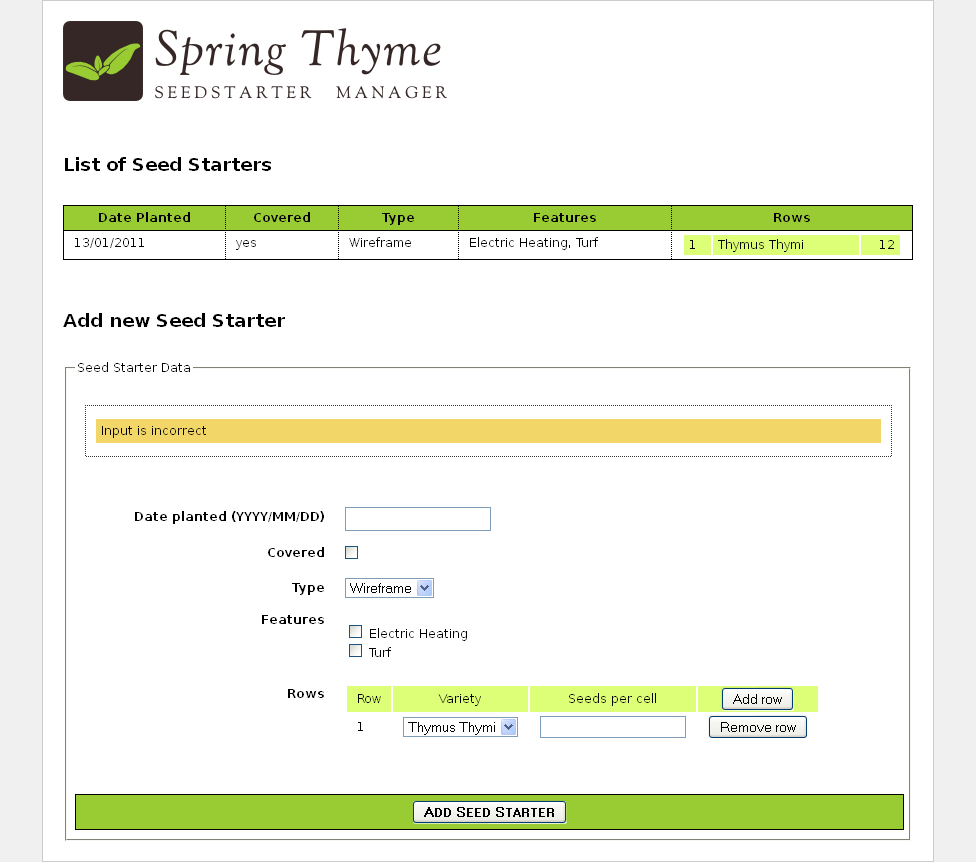 Spring Thyme
SEEDSTARTER MANAGER
List of Seed Starters
Date Planted Covered Type Features Rows
13/01/2011 yes Wireframe Electric Heating, Turf 1 Thymus Thymi 12
Add new Seed Starter
Seed Starter Data
Input is incorrect
Date planted (YYYY/MM/DD)
Covered
Type Wireframe
Features
Electric Heating
Turf
Rows Row Variety Seeds per cell Add row
1 Thymus Thymi Remove row
ADD SEED STARTER